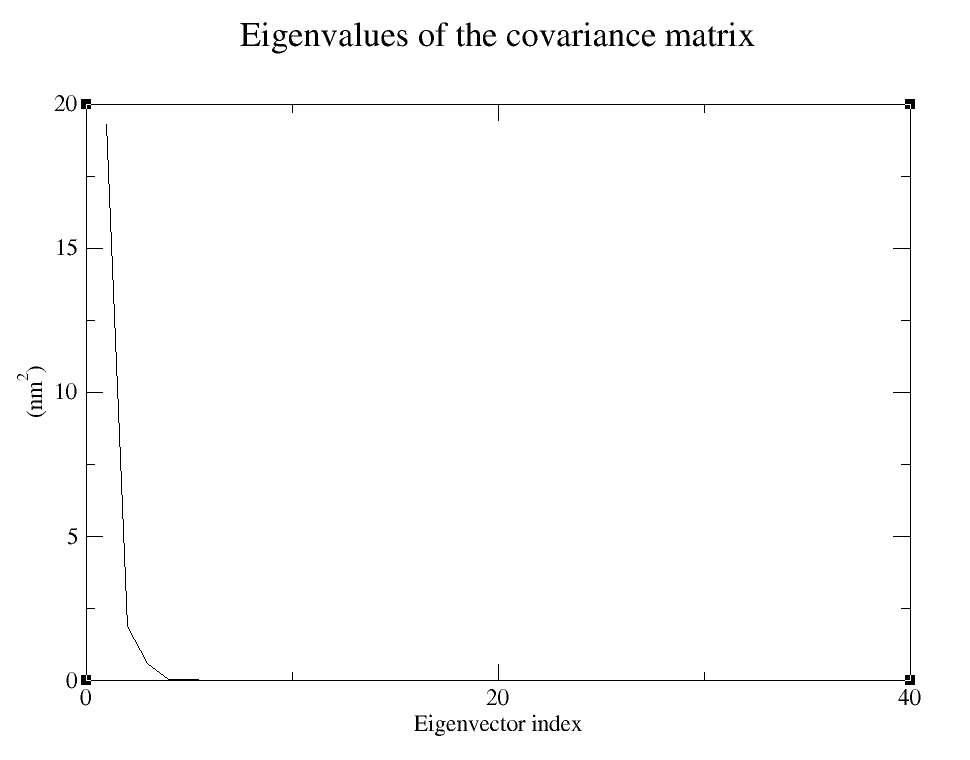 Eigenvalues of the covariance matrix
20
15
10
5
0
(nm²)
0 20 40
Eigenvector index